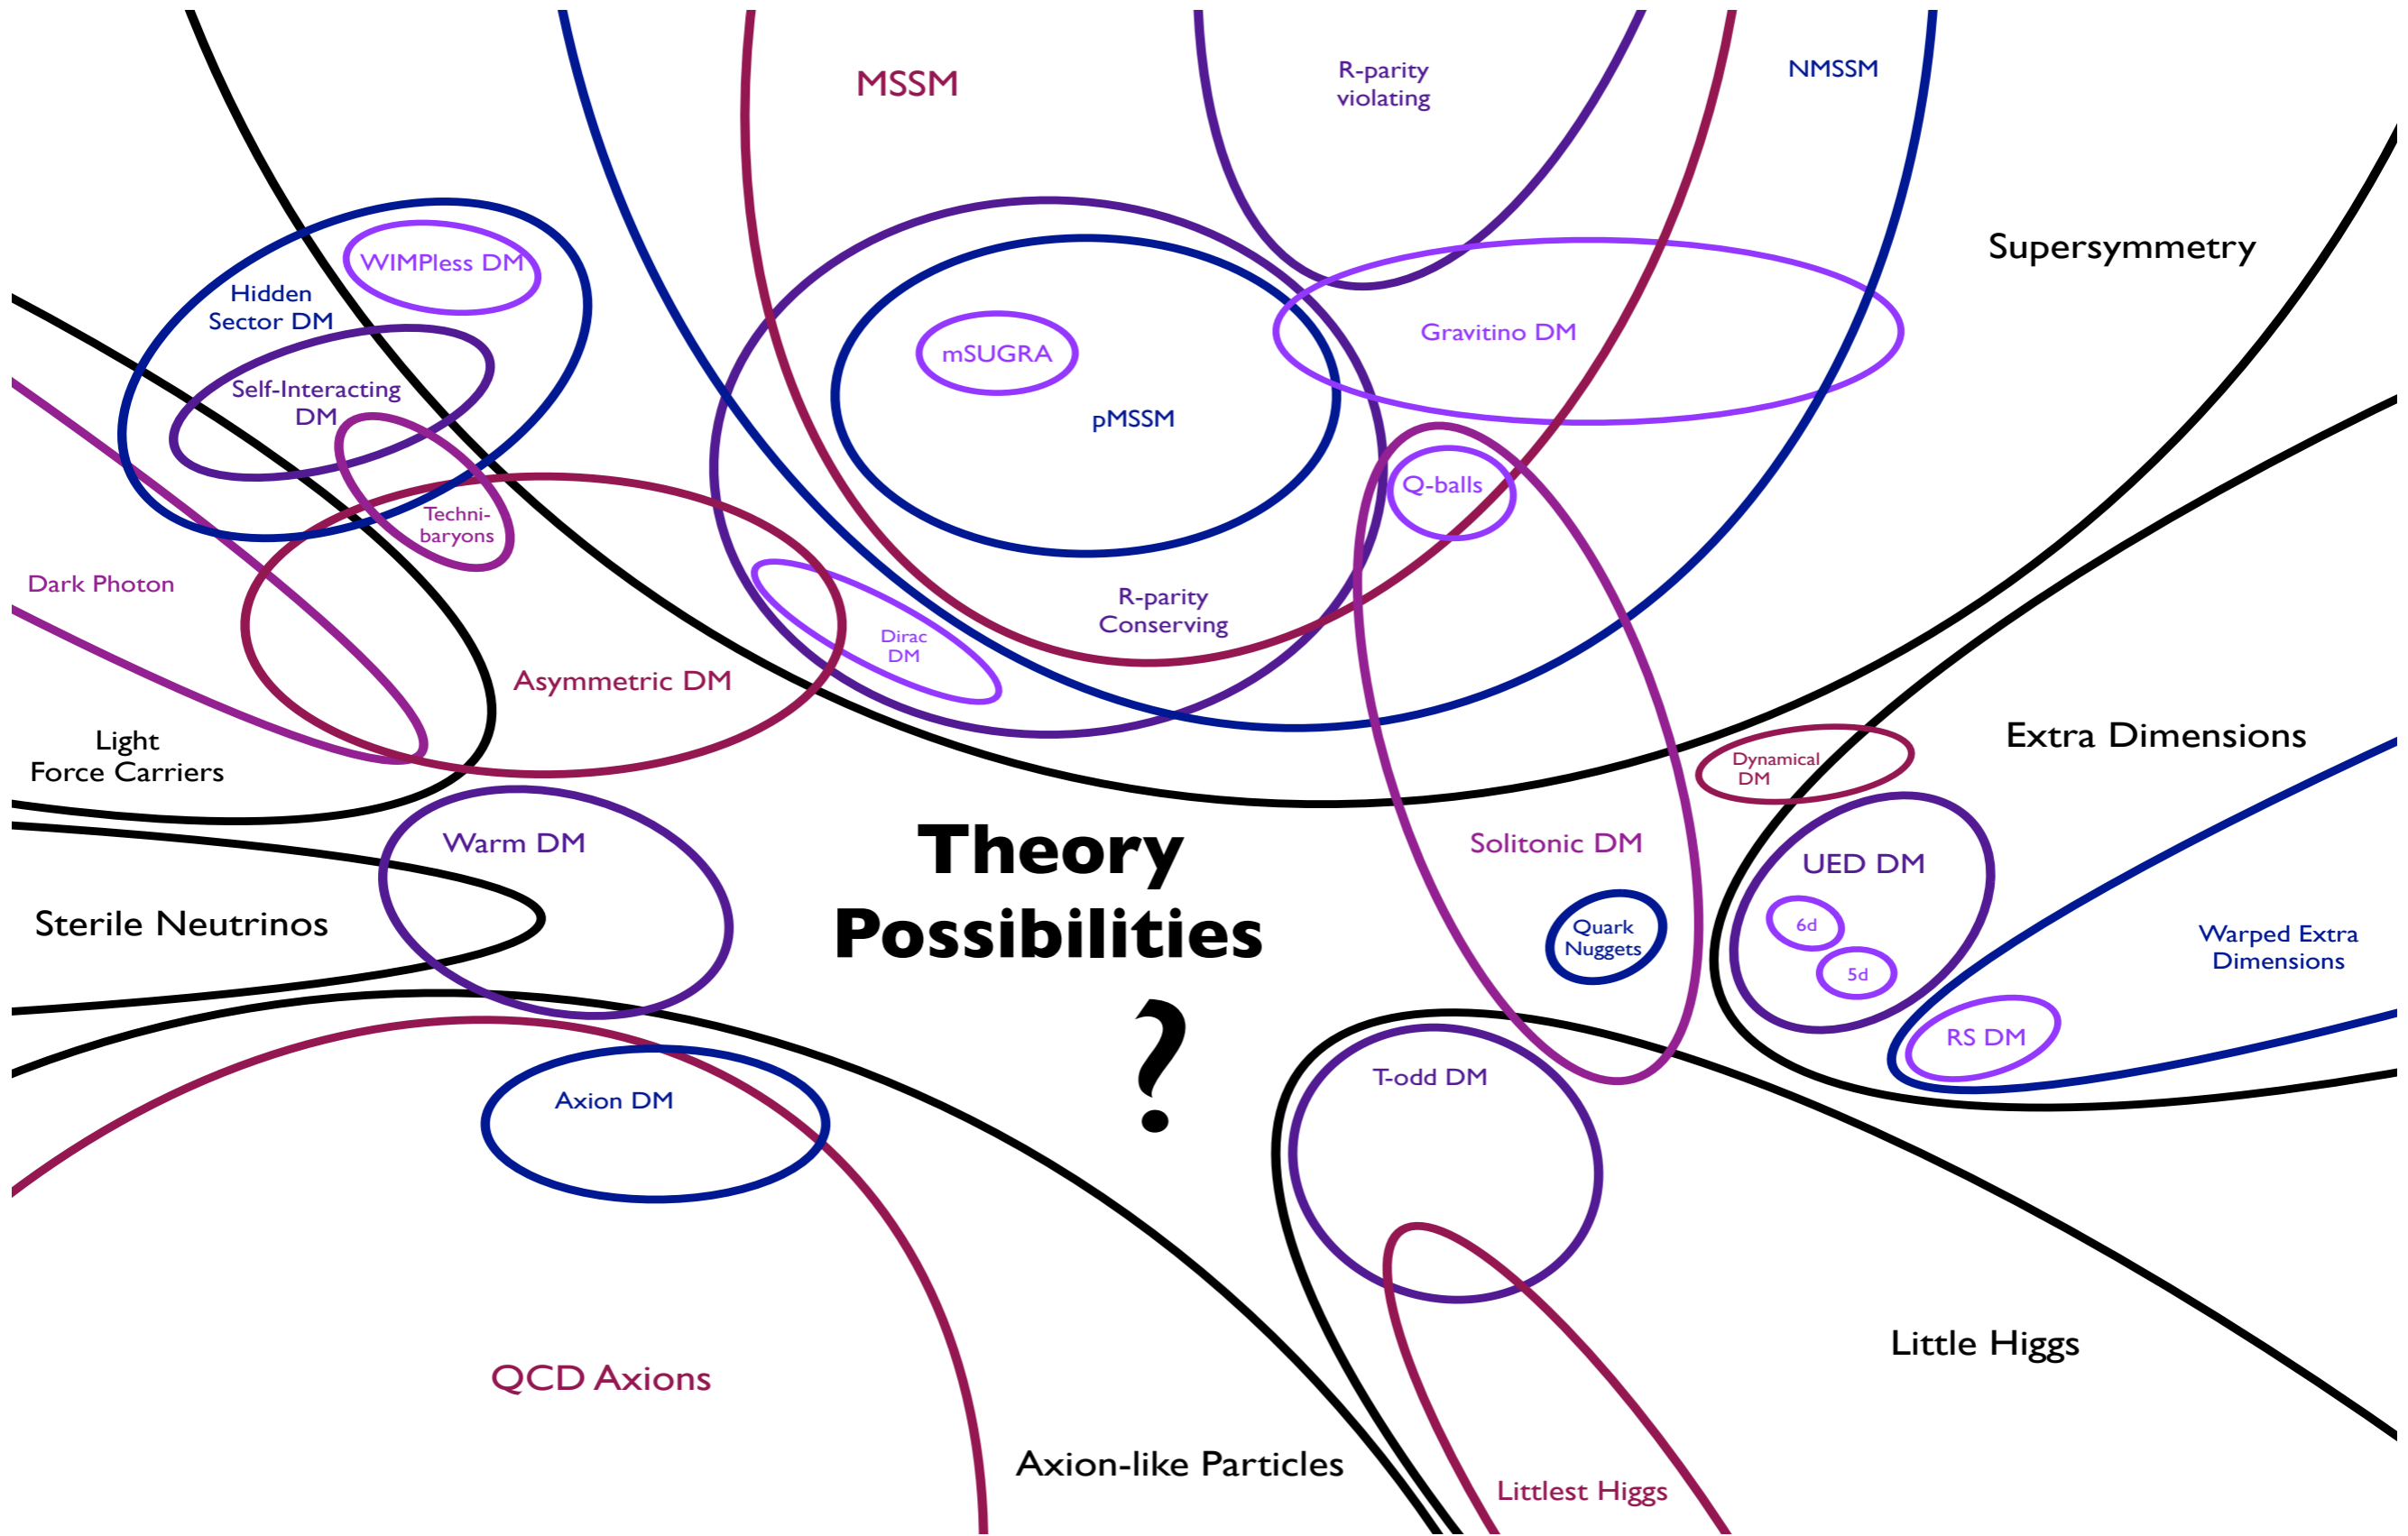 MSSM
R-parity
violating
NMSSM
Supersymmetry
WIMPless DM
Hidden
Sector DM
Gravitino DM
mSUGRA
Self-Interacting
DM
pMSSM
Q-balls
Techni-
baryons
Dark Photon
R-parity
Conserving
Dirac
DM
Asymmetric DM
Light
Force Carriers
Extra Dimensions
Dynamical
DM
Warm DM
Theory
Possibilities
?
Solitonic DM
UED DM
Sterile Neutrinos
Quark
Nuggets
6d
5d
Warped Extra
Dimensions
RS DM
T-odd DM
Axion DM
Little Higgs
QCD Axions
Axion-like Particles
Littlest Higgs